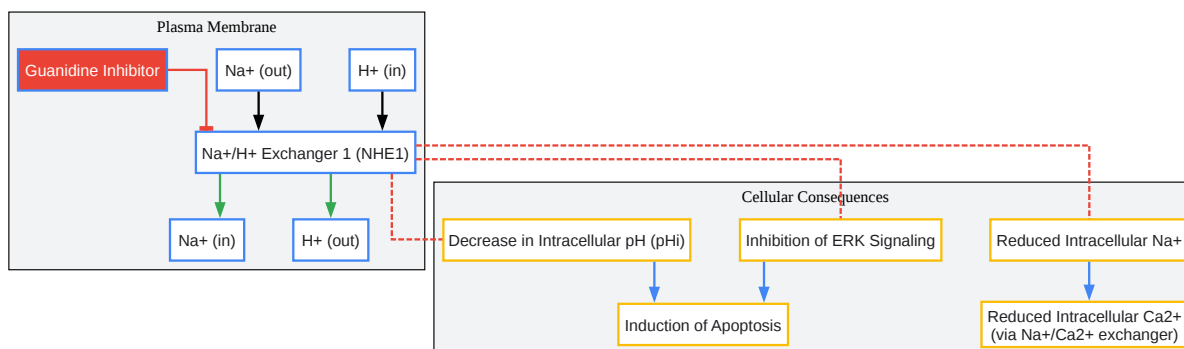 Plasma Membrane
Guanidine Inhibitor
Na+ (out)
H+ (in)
Na+/H+ Exchanger 1 (NHE1)
Na+ (in)
H+ (out)
Cellular Consequences
Decrease in Intracellular pH (pHi)
Inhibition of ERK Signaling
Reduced Intracellular Na+
Induction of Apoptosis
Reduced Intracellular Ca2+
(via Na+/Ca2+ exchanger)